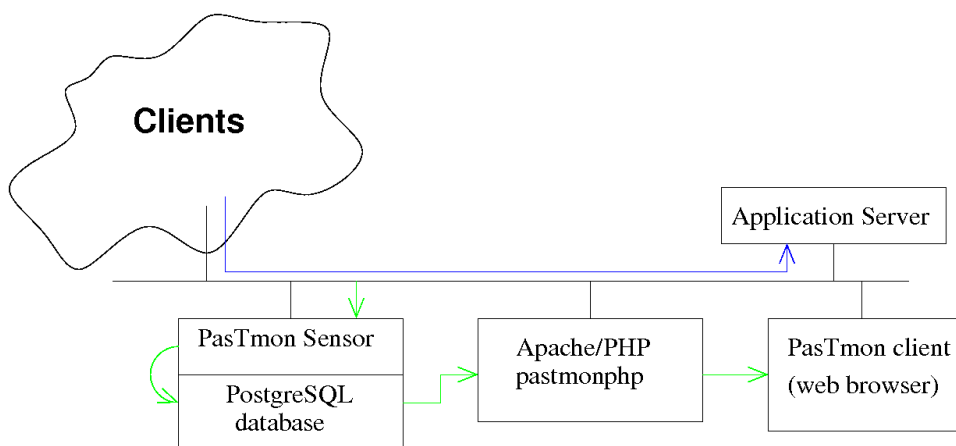 Clients
Application Server
PasTmon Sensor
PostgreSQL
database
Apache/PHP
pastmonphp
PasTmon client
(web browser)